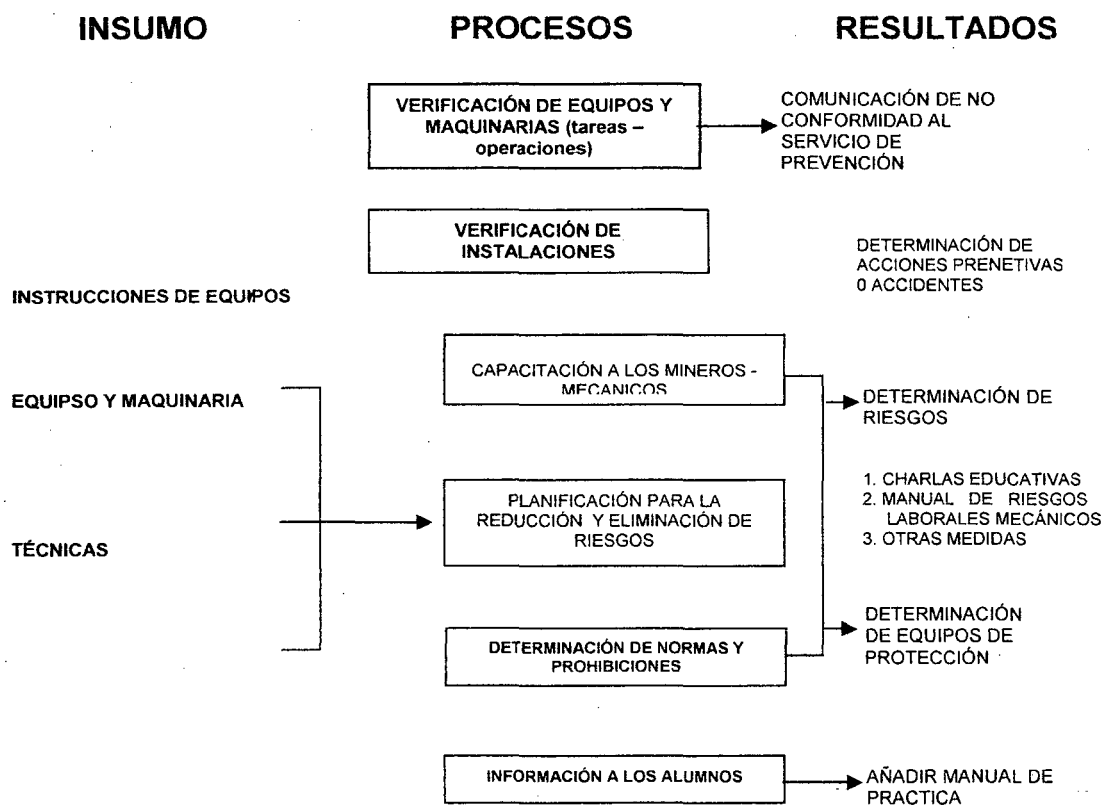 INSUMO
PROCESOS
RESULTADOS
VERIFICACIÓN DE EQUIPOS Y
MAQUINARIAS (tareas –
operaciones)
COMUNICACIÓN DE NO
CONFORMIDAD AL
SERVICIO DE
PREVENCIÓN
VERIFICACIÓN DE
INSTALACIONES
DETERMINACIÓN DE
ACCIONES PRENETIVAS
0 ACCIDENTES
INSTRUCCIONES DE EQUIPOS
CAPACITACIÓN A LOS MINEROS -
MECANICOS
EQUIPSO Y MAQUINARIA
DETERMINACIÓN DE
RIESGOS
PLANIFICACIÓN PARA LA
REDUCCIÓN Y ELIMINACIÓN DE
RIESGOS
1. CHARLAS EDUCATIVAS
2. MANUAL DE RIESGOS
LABORALES MECÁNICOS
3. OTRAS MEDIDAS
TÉCNICAS
DETERMINACIÓN DE NORMAS Y
PROHIBICIONES
DETERMINACIÓN
DE EQUIPOS DE
PROTECCIÓN
INFORMACIÓN A LOS ALUMNOS
AÑADIR MANUAL DE
PRACTICA